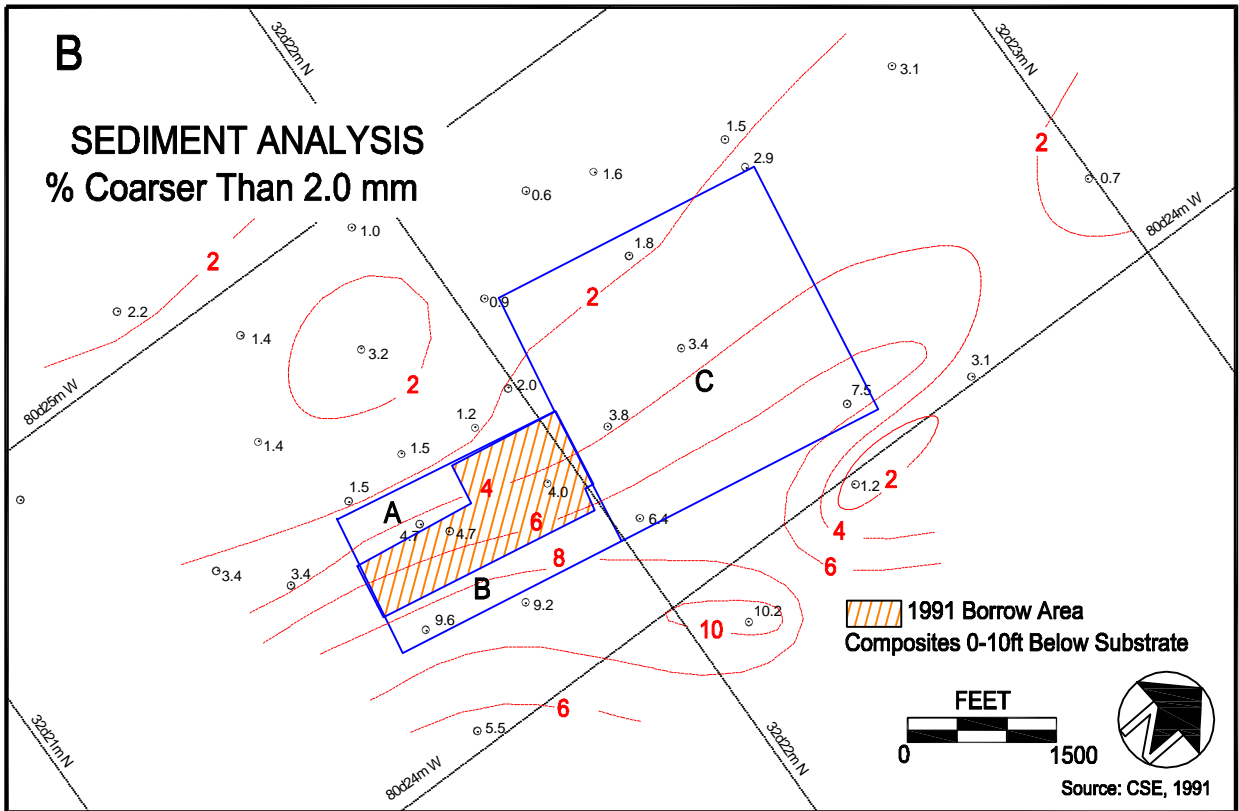 B
32d22m N
32d23m N
3.1
SEDIMENT ANALYSIS
% Coarser Than 2.0 mm
1.5
2
2.9
1.6
0.7
0.6
80d24m W
1.0
2
1.8
2
0.9
2.2
1.4
3.2
3.4
3.1
2
C
80d25m W
2.0
7.5
1.2
3.8
1.4
1.5
4.0
2
1.2
4
1.5
A
6
6.4
4
4.7
4.7
8
6
3.4
3.4
B
9.2
1991 Borrow Area
9.6
10
10.2
Composites 0-10ft Below Substrate
6
FEET
5.5
32d21m N
32d22m N
0 1500
80d24m W
N
Source: CSE, 1991